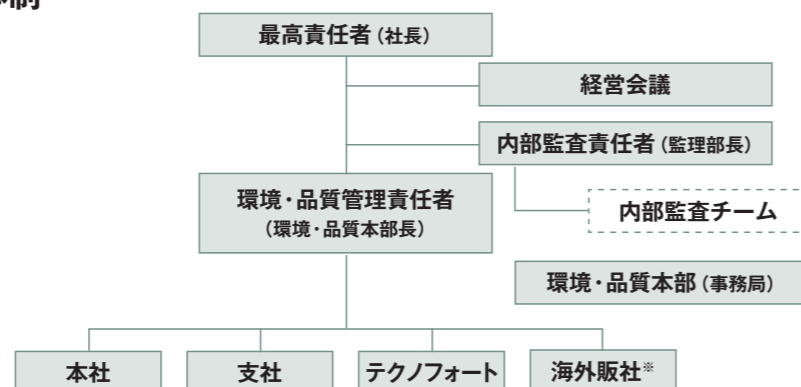 最高責任者（社長）
経営会議
内部監査責任者（監理部長）
環境・品質管理責任者
（環境・品質本部長）
内部監査チーム
環境・品質本部（事務局）
本社
支社
テクノフォート
海外販社※